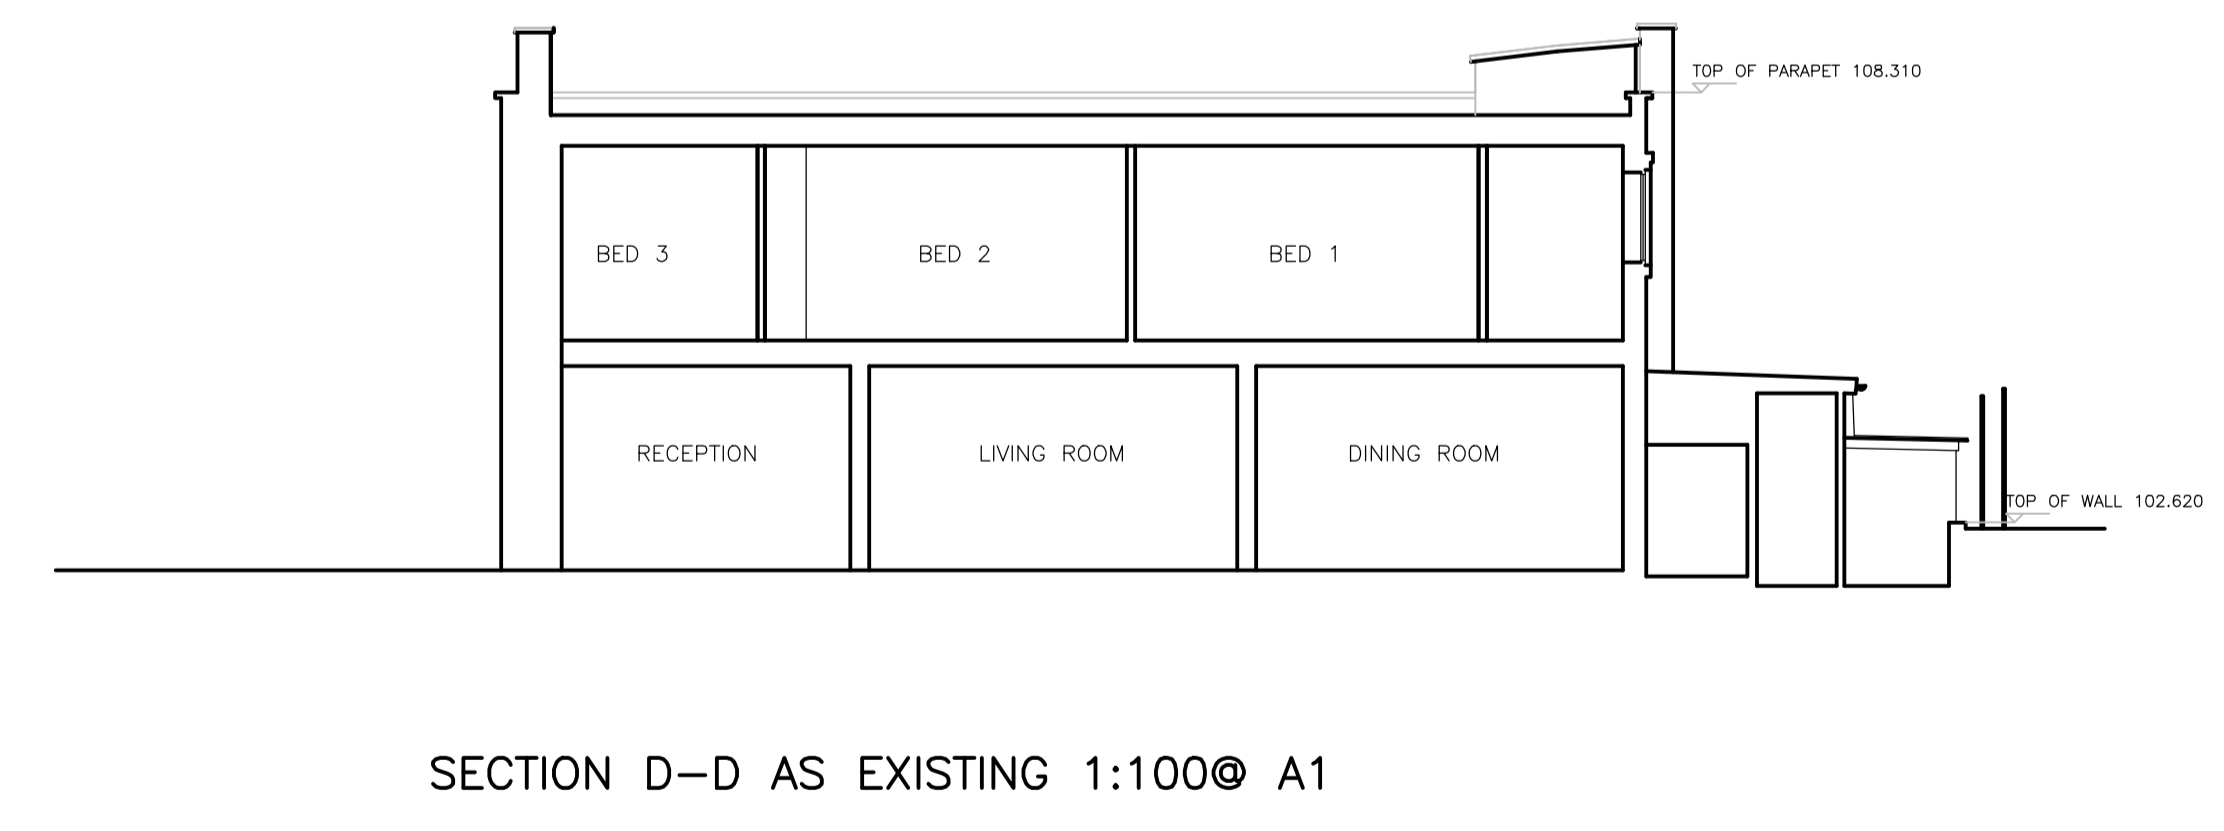 TOP OF PARAPET 108.310
BED 3
BED 2
BED 1
RECEPTION
LIVING ROOM
DINING ROOM
TOP OF WALL 102.620
SECTION D-D AS EXISTING 1:100@ A1